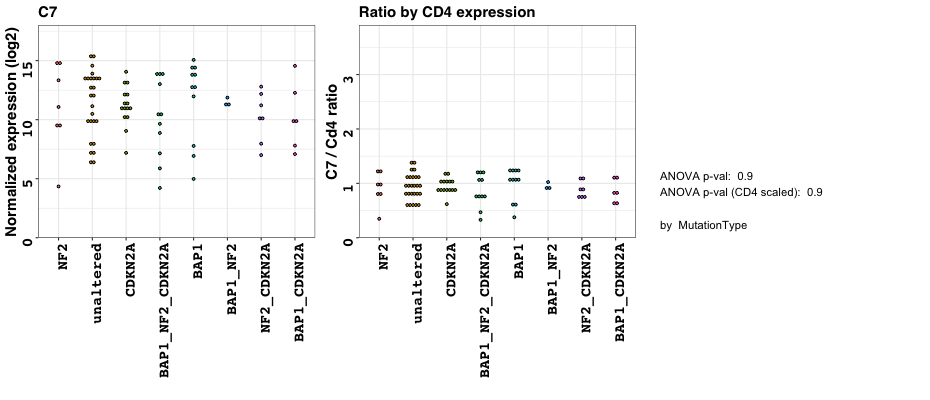 C7
Normalized expression (log2)
15
10
5
0
NF2
unaltered
CDKN2A
BAP1_NF2_CDKN2A
BAP1
BAP1_NF2
NF2_CDKN2A
BAP1_CDKN2A
Ratio by CD4 expression
C7 / Cd4 ratio
3
2
1
0
NF2
unaltered
CDKN2A
BAP1_NF2_CDKN2A
BAP1
BAP1_NF2
NF2_CDKN2A
BAP1_CDKN2A
ANOVA p-val: 0.9
ANOVA p-val (CD4 scaled): 0.9
by MutationType